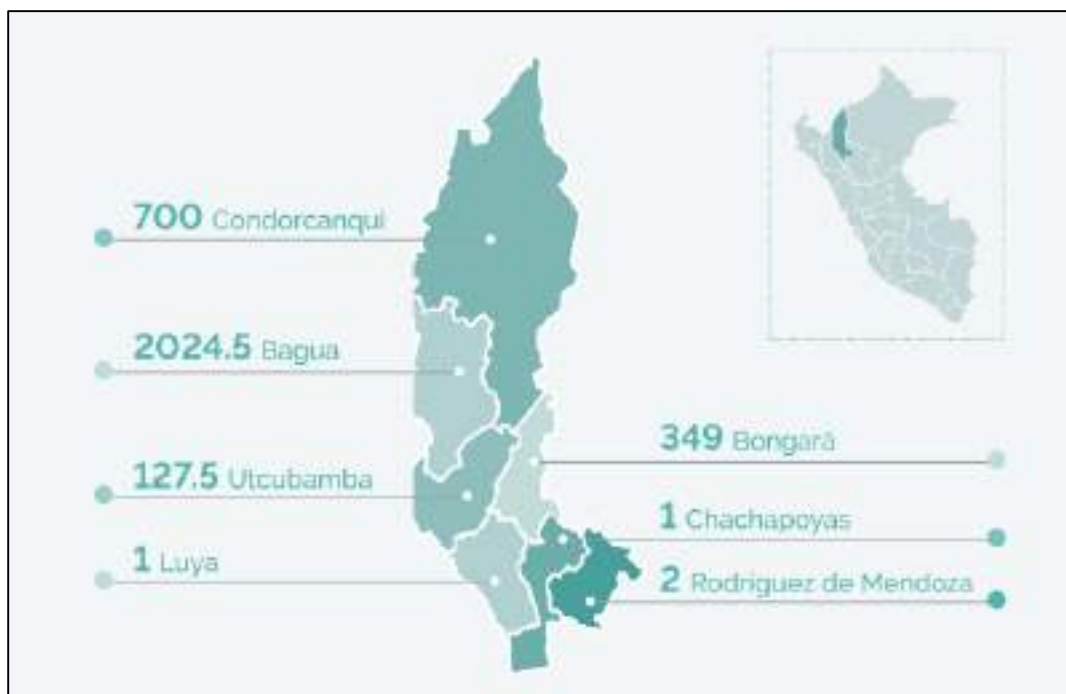 700 Condorcanqui
2024.5 Bagua
127.5 Utcubamba
1 Luya
349 Bongará
1 Chachapoyas
2 Rodriguez de Mendoza